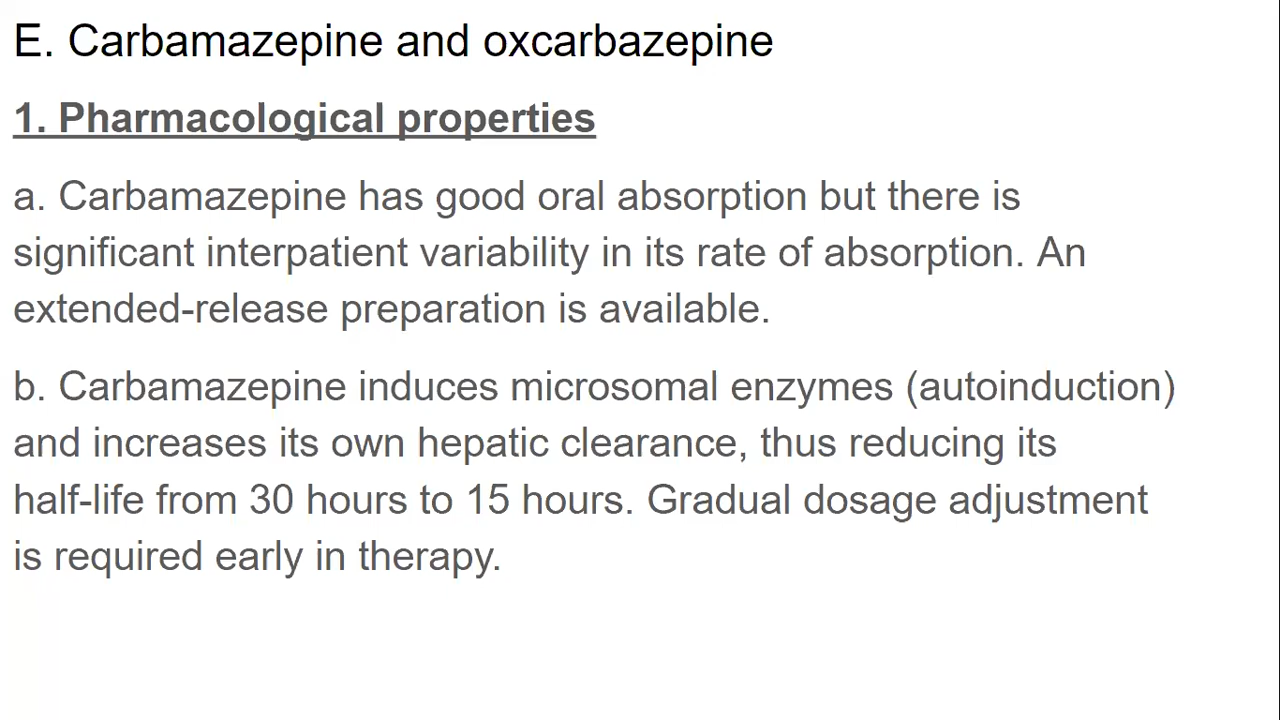 E. Carbamazepine and oxcarbazepine
1. Pharmacological properties
a. Carbamazepine has good oral absorption but there is
significant interpatient variability in its rate of absorption. An
extended-release preparation is available.
b. Carbamazepine induces microsomal enzymes (autoinduction)
and increases its own hepatic clearance, thus reducing its
half-life from 30 hours to 15 hours. Gradual dosage adjustment
is required early in therapy.